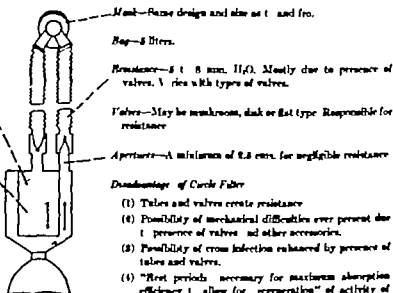 Mask—Same design and size as t and fro.
Bag—5 liters.
Resistance—5 t 8 mm. H₂O. Mostly due to presence of
valves. V ries with types of valves.
Valves—May be mushroom, disk or flat type Responsible for
resistance
Apertures—A minimum of 2.5 cms. for negligible resistance
Disadvantage of Circle Filter
(1) Tubes and valves create resistance
(2) Possibility of mechanical difficulties ever present due
t presence of valves nd other accessories.
(3) Possibility of cross infection enhanced by presence of
tubes and valves.
(4) "Rest periods necessary for maximum absorption
efficiency t allow for regeneration" of activity of